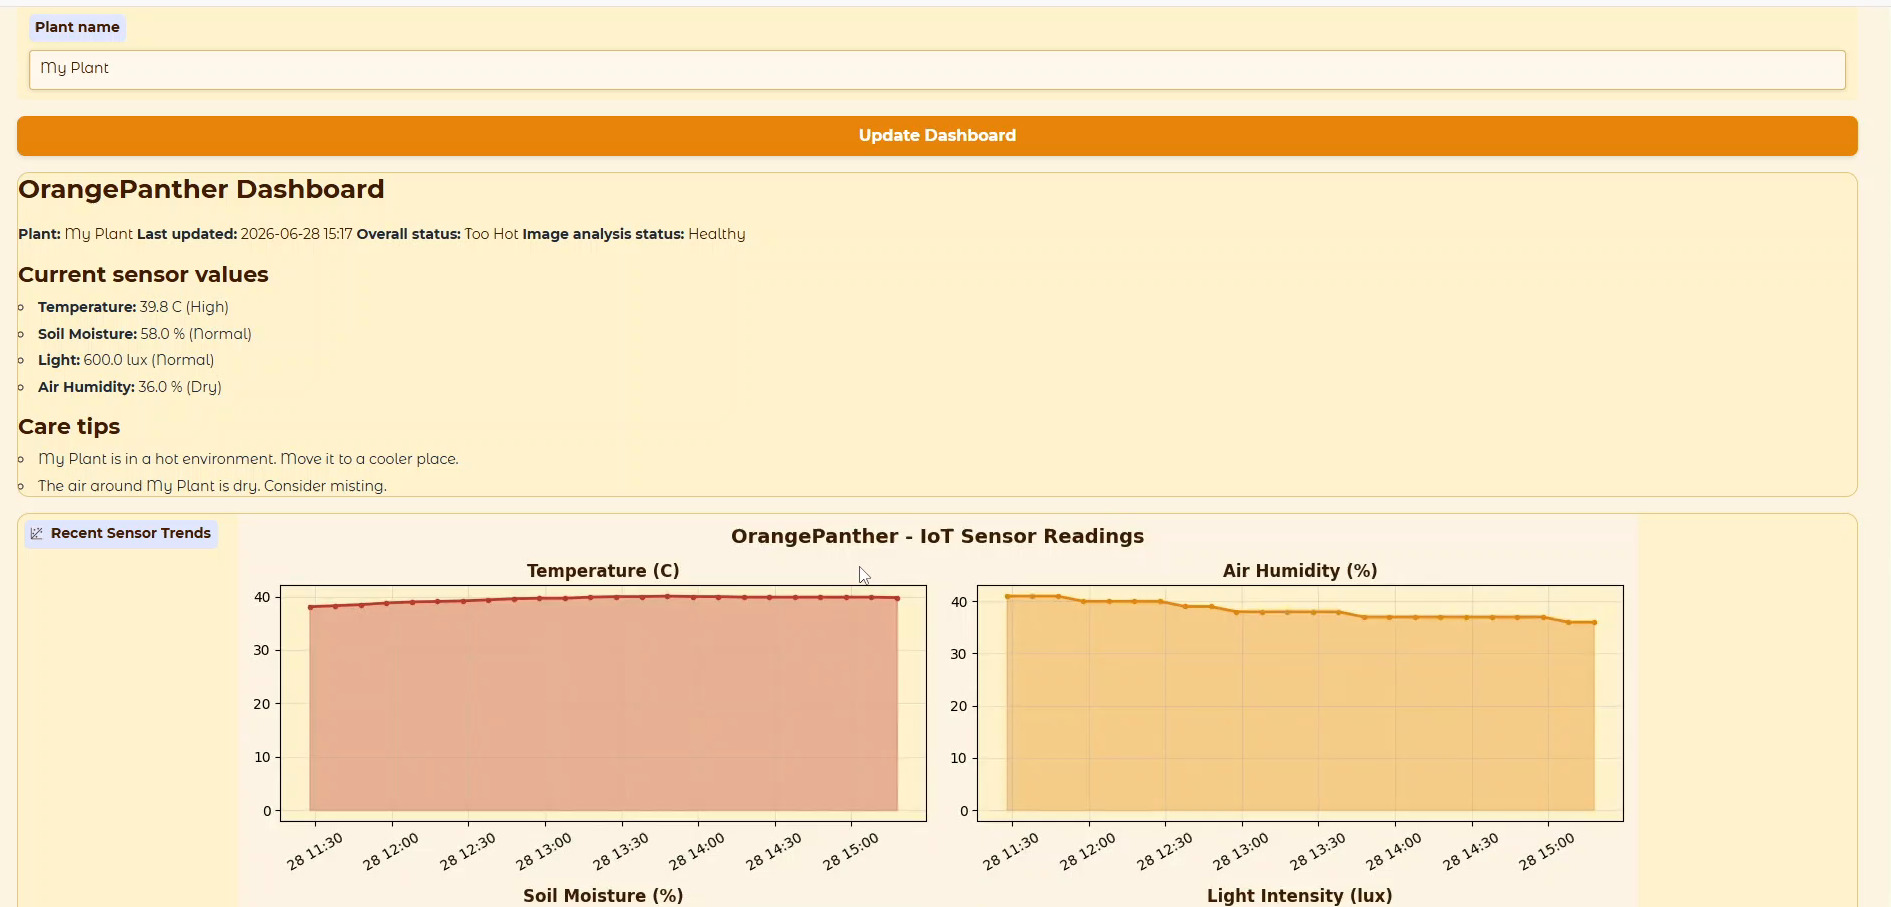 Plant name
My Plant
Update Dashboard
OrangePanther Dashboard
Plant: My Plant Last updated: 2026-06-28 15:17 Overall status: Too Hot Image analysis status: Healthy
Current sensor values
Temperature: 39.8 C (High)
Soil Moisture: 58.0 % (Normal)
Light: 600.0 lux (Normal)
Air Humidity: 36.0 % (Dry)
Care tips
My Plant is in a hot environment. Move it to a cooler place.
The air around My Plant is dry. Consider misting.
Recent Sensor Trends
OrangePanther - IoT Sensor Readings
Temperature (C)
40
30
20
10
0
28 11:30 28 12:00 28 12:30 28 13:00 28 13:30 28 14:00 28 14:30 28 15:00
Air Humidity (%)
40
30
20
10
0
28 11:30 28 12:00 28 12:30 28 13:00 28 13:30 28 14:00 28 14:30 28 15:00
Soil Moisture (%)
Light Intensity (lux)